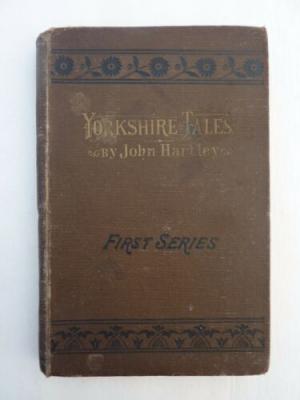 YORKSHIRE TALES
BY JOHN HARTLEY
FIRST SERIES